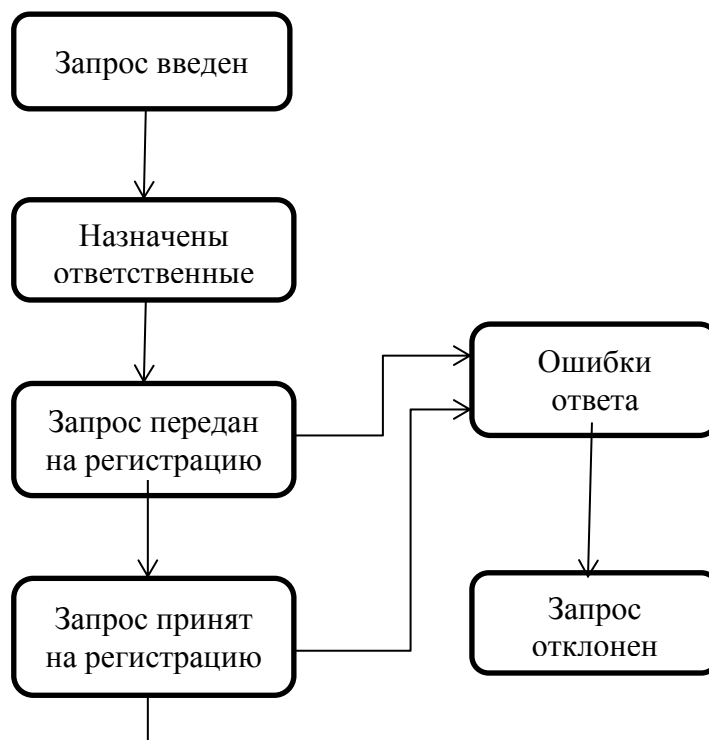 Запрос введен
Назначены
ответственные
Запрос передан
на регистрацию
Запрос принят
на регистрацию
Ошибки
ответа
Запрос
отклонен